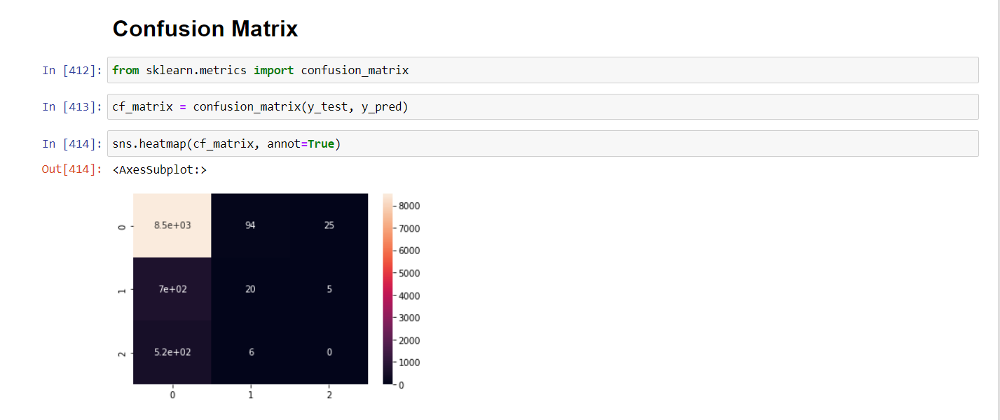 Confusion Matrix
In [412]: from sklearn.metrics import confusion_matrix
In [413]: cf_matrix = confusion_matrix(y_test, y_pred)
In [414]: sns.heatmap(cf_matrix, annot=True)
Out[414]: <AxesSubplot:>
0 8.5e+03 94 25
1 7e+02 20 5
2 5.2e+02 6 0
0 1 2
8000
7000
6000
5000
4000
3000
2000
1000
0